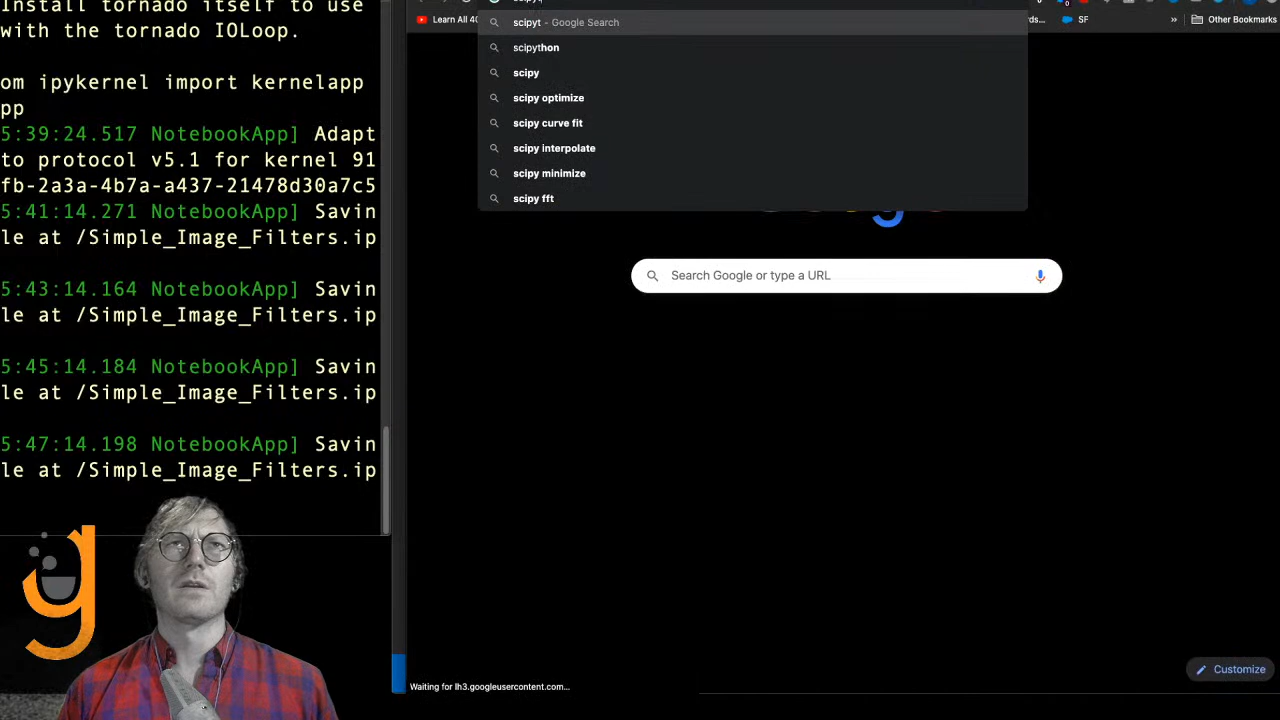 Install tornado itself to use
with the tornado IOLoop.
om ipykernel import kernelapp
pp
5:39:24.517 NotebookApp] Adapt
to protocol v5.1 for kernel 91
fb-2a3a-4b7a-a437-21478d30a7c5
5:41:14.271 NotebookApp] Savin
le at /Simple_Image_Filters.ip
5:43:14.164 NotebookApp] Savin
le at /Simple_Image_Filters.ip
5:45:14.184 NotebookApp] Savin
le at /Simple_Image_Filters.ip
5:47:14.198 NotebookApp] Savin
le at /Simple_Image_Filters.ip
g
Learn All 40
ds...
SF
»
Other Bookmarks
scipyt - Google Search
scipython
scipy
scipy optimize
scipy curve fit
scipy interpolate
scipy minimize
scipy fft
Search Google or type a URL
Customize
Waiting for lh3.googleusercontent.com...